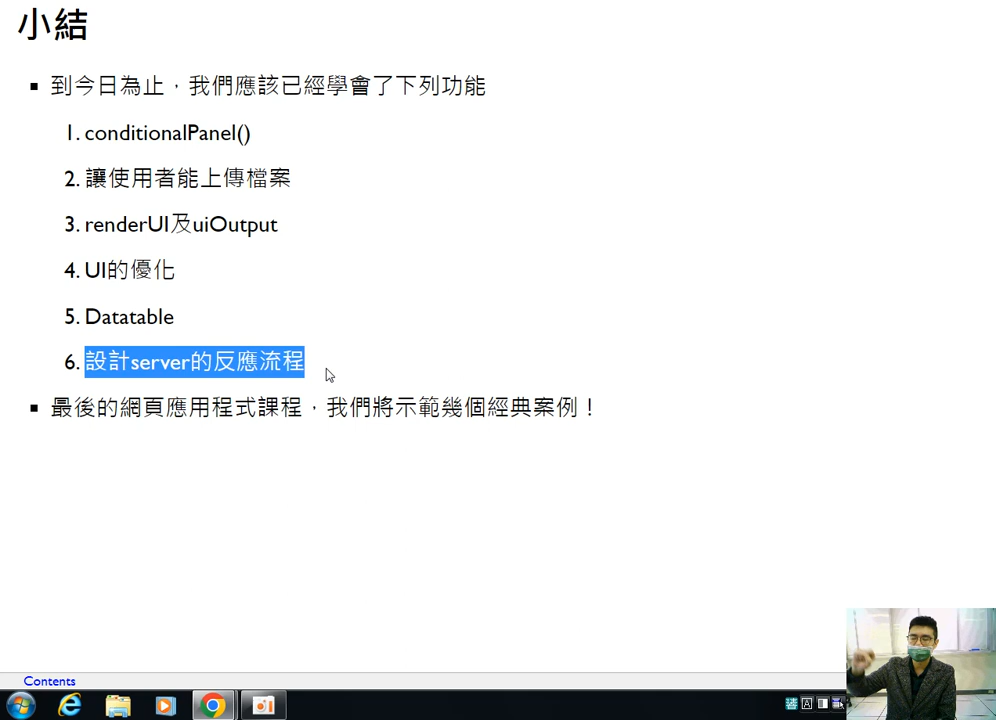 小結
▪ 到今日為止，我們應該已經學會了下列功能
1. conditionalPanel()
2. 讓使用者能上傳檔案
3. renderUI及uiOutput
4. UI的優化
5. Datatable
6. 設計server的反應流程
▪ 最後的網頁應用程式課程，我們將示範幾個經典案例！
Contents